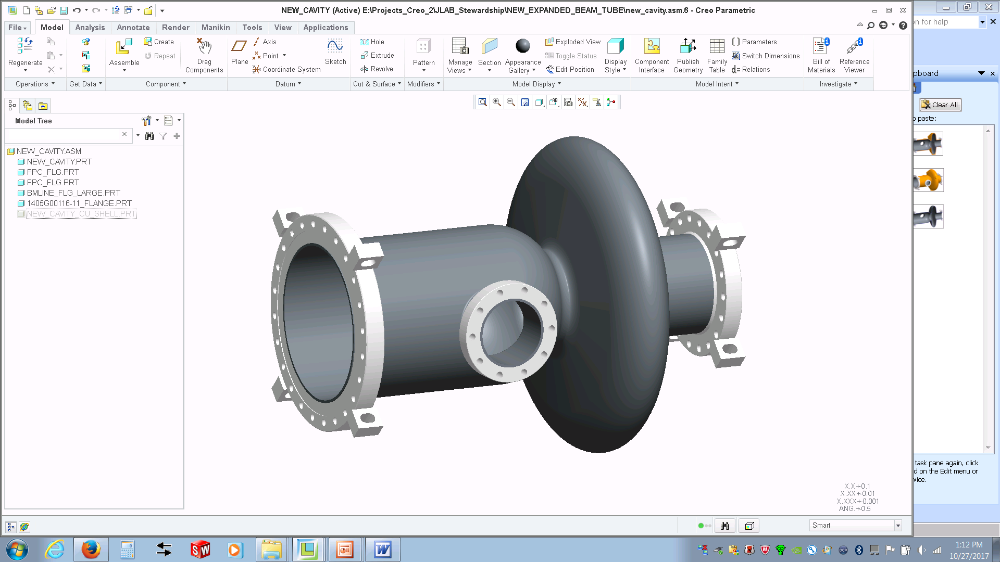 NEW_CAVITY (Active) E:\Projects_Creo_2\JLAB_Stewardship\NEW_EXPANDED_BEAM_TUBE\new_cavity.asm.6 - Creo Parametric
File Model Analysis Annotate Render Manikin Tools View Applications
Regenerate
Operations
Get Data
Assemble
Create
Repeat
Drag
Components
Component
Plane
Axis
Point
Coordinate System
Sketch
Datum
Hole
Extrude
Revolve
Cut & Surface
Pattern
Modifiers
Manage
Views
Section
Appearance
Gallery
Exploded View
Toggle Status
Edit Position
Display
Style
Model Display
Component
Interface
Publish
Geometry
Family
Table
Parameters
Switch Dimensions
d= Relations
Model Intent
Bill of
Materials
Reference
Viewer
Investigate
Model Tree
NEW_CAVITY.ASM
NEW_CAVITY.PRT
FPC_FLG.PRT
FPC_FLG.PRT
BMLINE_FLG_LARGE.PRT
1405G00116-11_FLANGE.PRT
NEW_CAVITY_CU_SHELL.PRT
X.X+-0.1
X.XX+-0.01
X.XXX+-0.001
ANG.+-0.5
Smart
on for help
pboard
Clear All
o paste:
task pane again, click
d on the Edit menu or
vice.
SW
W
DCP
1:12 PM
10/27/2017